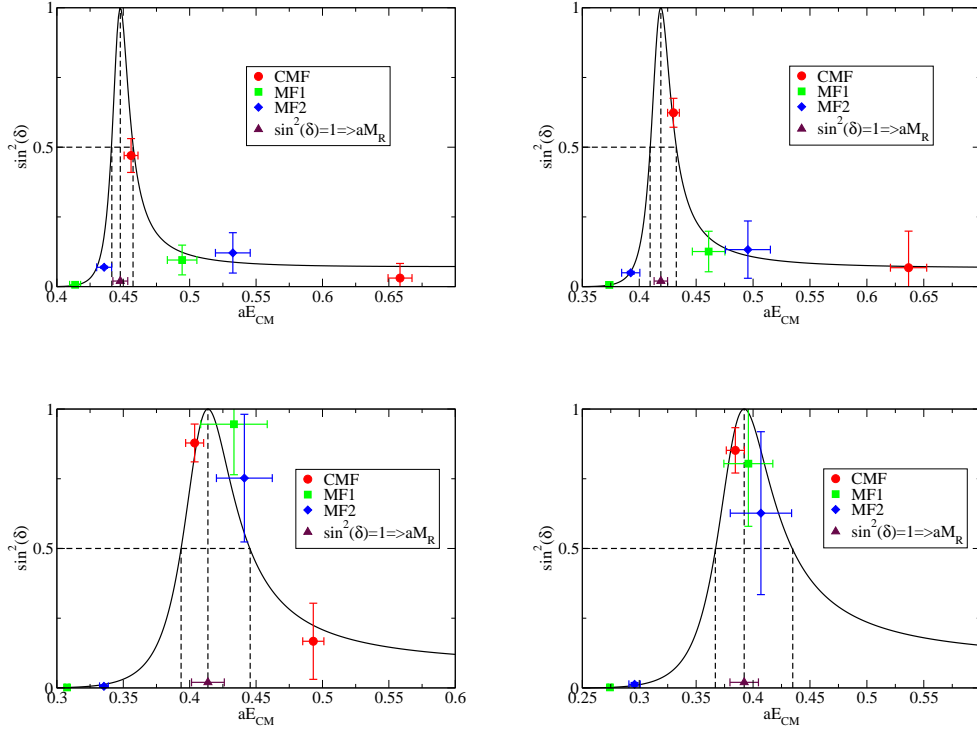 1
0.5
0
sin²(δ)
CMF
MF1
MF2
sin²(δ)=1=>aM_R
0.4 0.45 0.5 0.55 0.6 0.65
aE_CM
1
0.5
0
sin²(δ)
CMF
MF1
MF2
sin²(δ)=1=>aM_R
0.35 0.4 0.45 0.5 0.55 0.6 0.65
aE_CM
1
0.5
0
sin²(δ)
CMF
MF1
MF2
sin²(δ)=1=>aM_R
0.3 0.35 0.4 0.45 0.5 0.55 0.6
aE_CM
1
0.5
0
sin²(δ)
CMF
MF1
MF2
sin²(δ)=1=>aM_R
0.25 0.3 0.35 0.4 0.45 0.5 0.55
aE_CM